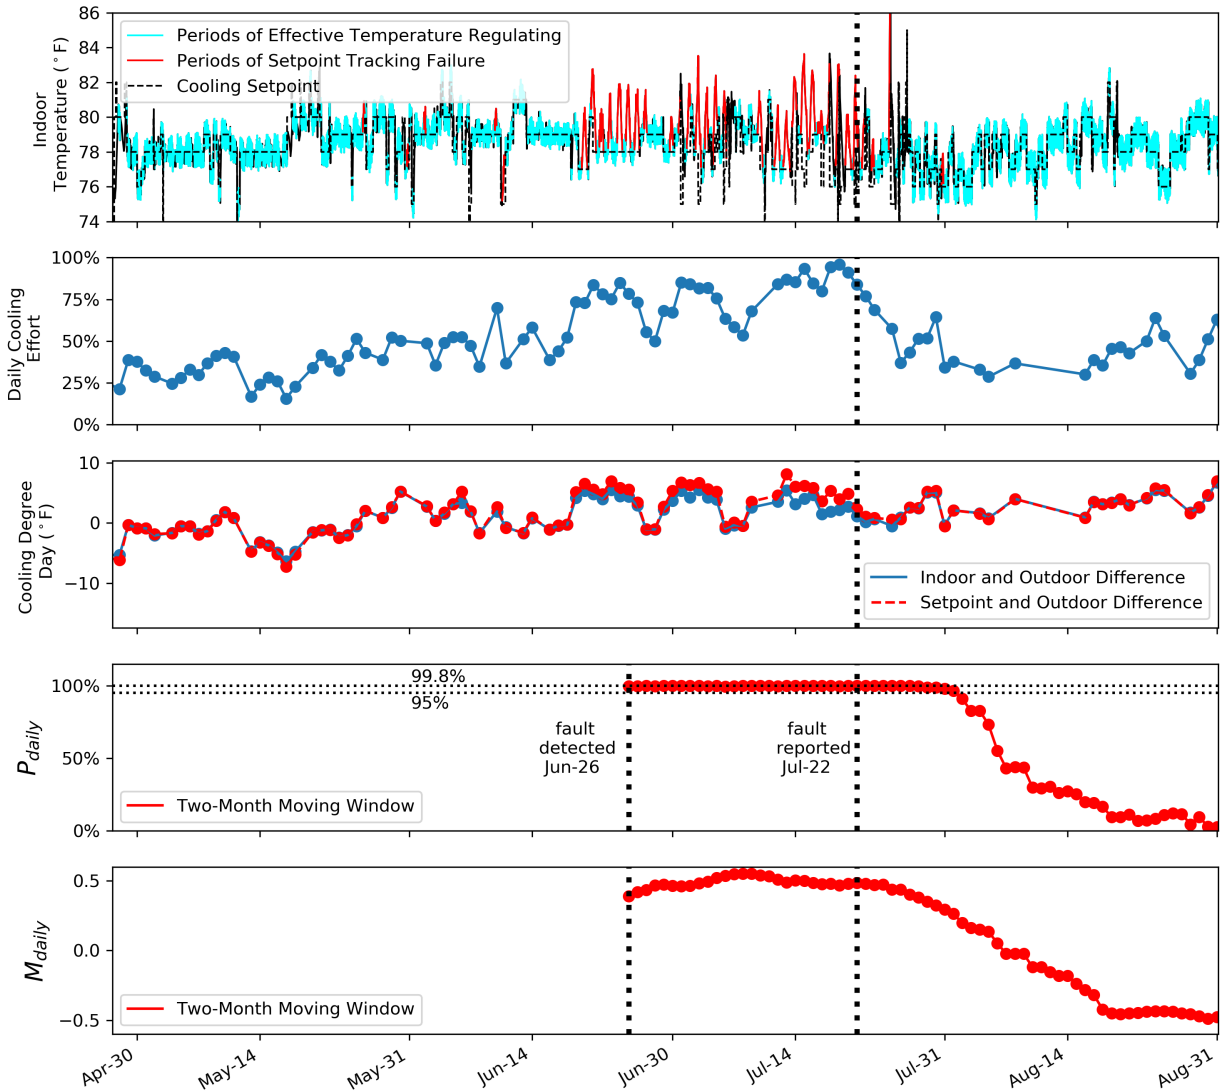 86
84
82
80
78
76
74
Indoor
Temperature (°F)
Periods of Effective Temperature Regulating
Periods of Setpoint Tracking Failure
Cooling Setpoint
100%
75%
50%
25%
0%
Daily Cooling
Effort
10
0
−10
Cooling Degree
Day (°F)
Indoor and Outdoor Difference
Setpoint and Outdoor Difference
100%
50%
0%
P daily
99.8%
95%
fault
detected
Jun-26
fault
reported
Jul-22
Two-Month Moving Window
0.5
0.0
−0.5
M daily
Two-Month Moving Window
Apr-30
May-14
May-31
Jun-14
Jun-30
Jul-14
Jul-31
Aug-14
Aug-31